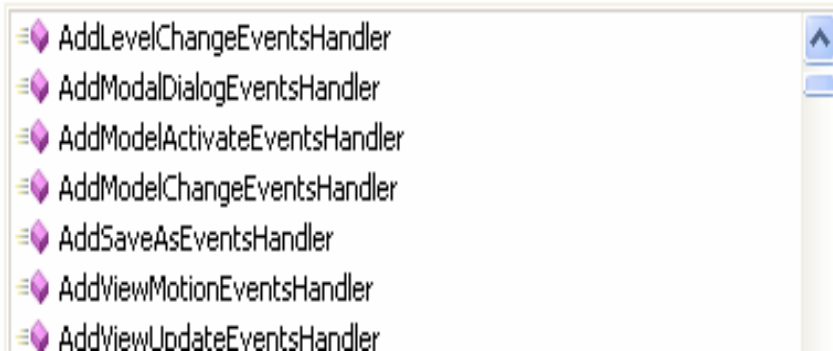 AddLevelChangeEventsHandler
AddModalDialogEventsHandler
AddModelActivateEventsHandler
AddModelChangeEventsHandler
AddSaveAsEventsHandler
AddViewMotionEventsHandler
AddViewUpdateEventsHandler